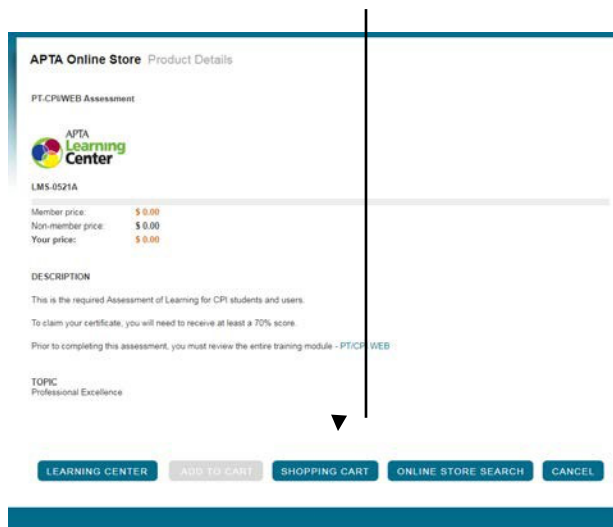 APTA Online Store Product Details
PT-CPI/WEB Assessment
APTA
Learning
Center
LMS-0521A
Member price: $ 0.00
Non-member price: $ 0.00
Your price: $ 0.00
DESCRIPTION
This is the required Assessment of Learning for CPI students and users.
To claim your certificate, you will need to receive at least a 70% score.
Prior to completing this assessment, you must review the entire training module - PT/CPI WEB
TOPIC
Professional Excellence
LEARNING CENTER ADD TO CART SHOPPING CART ONLINE STORE SEARCH CANCEL